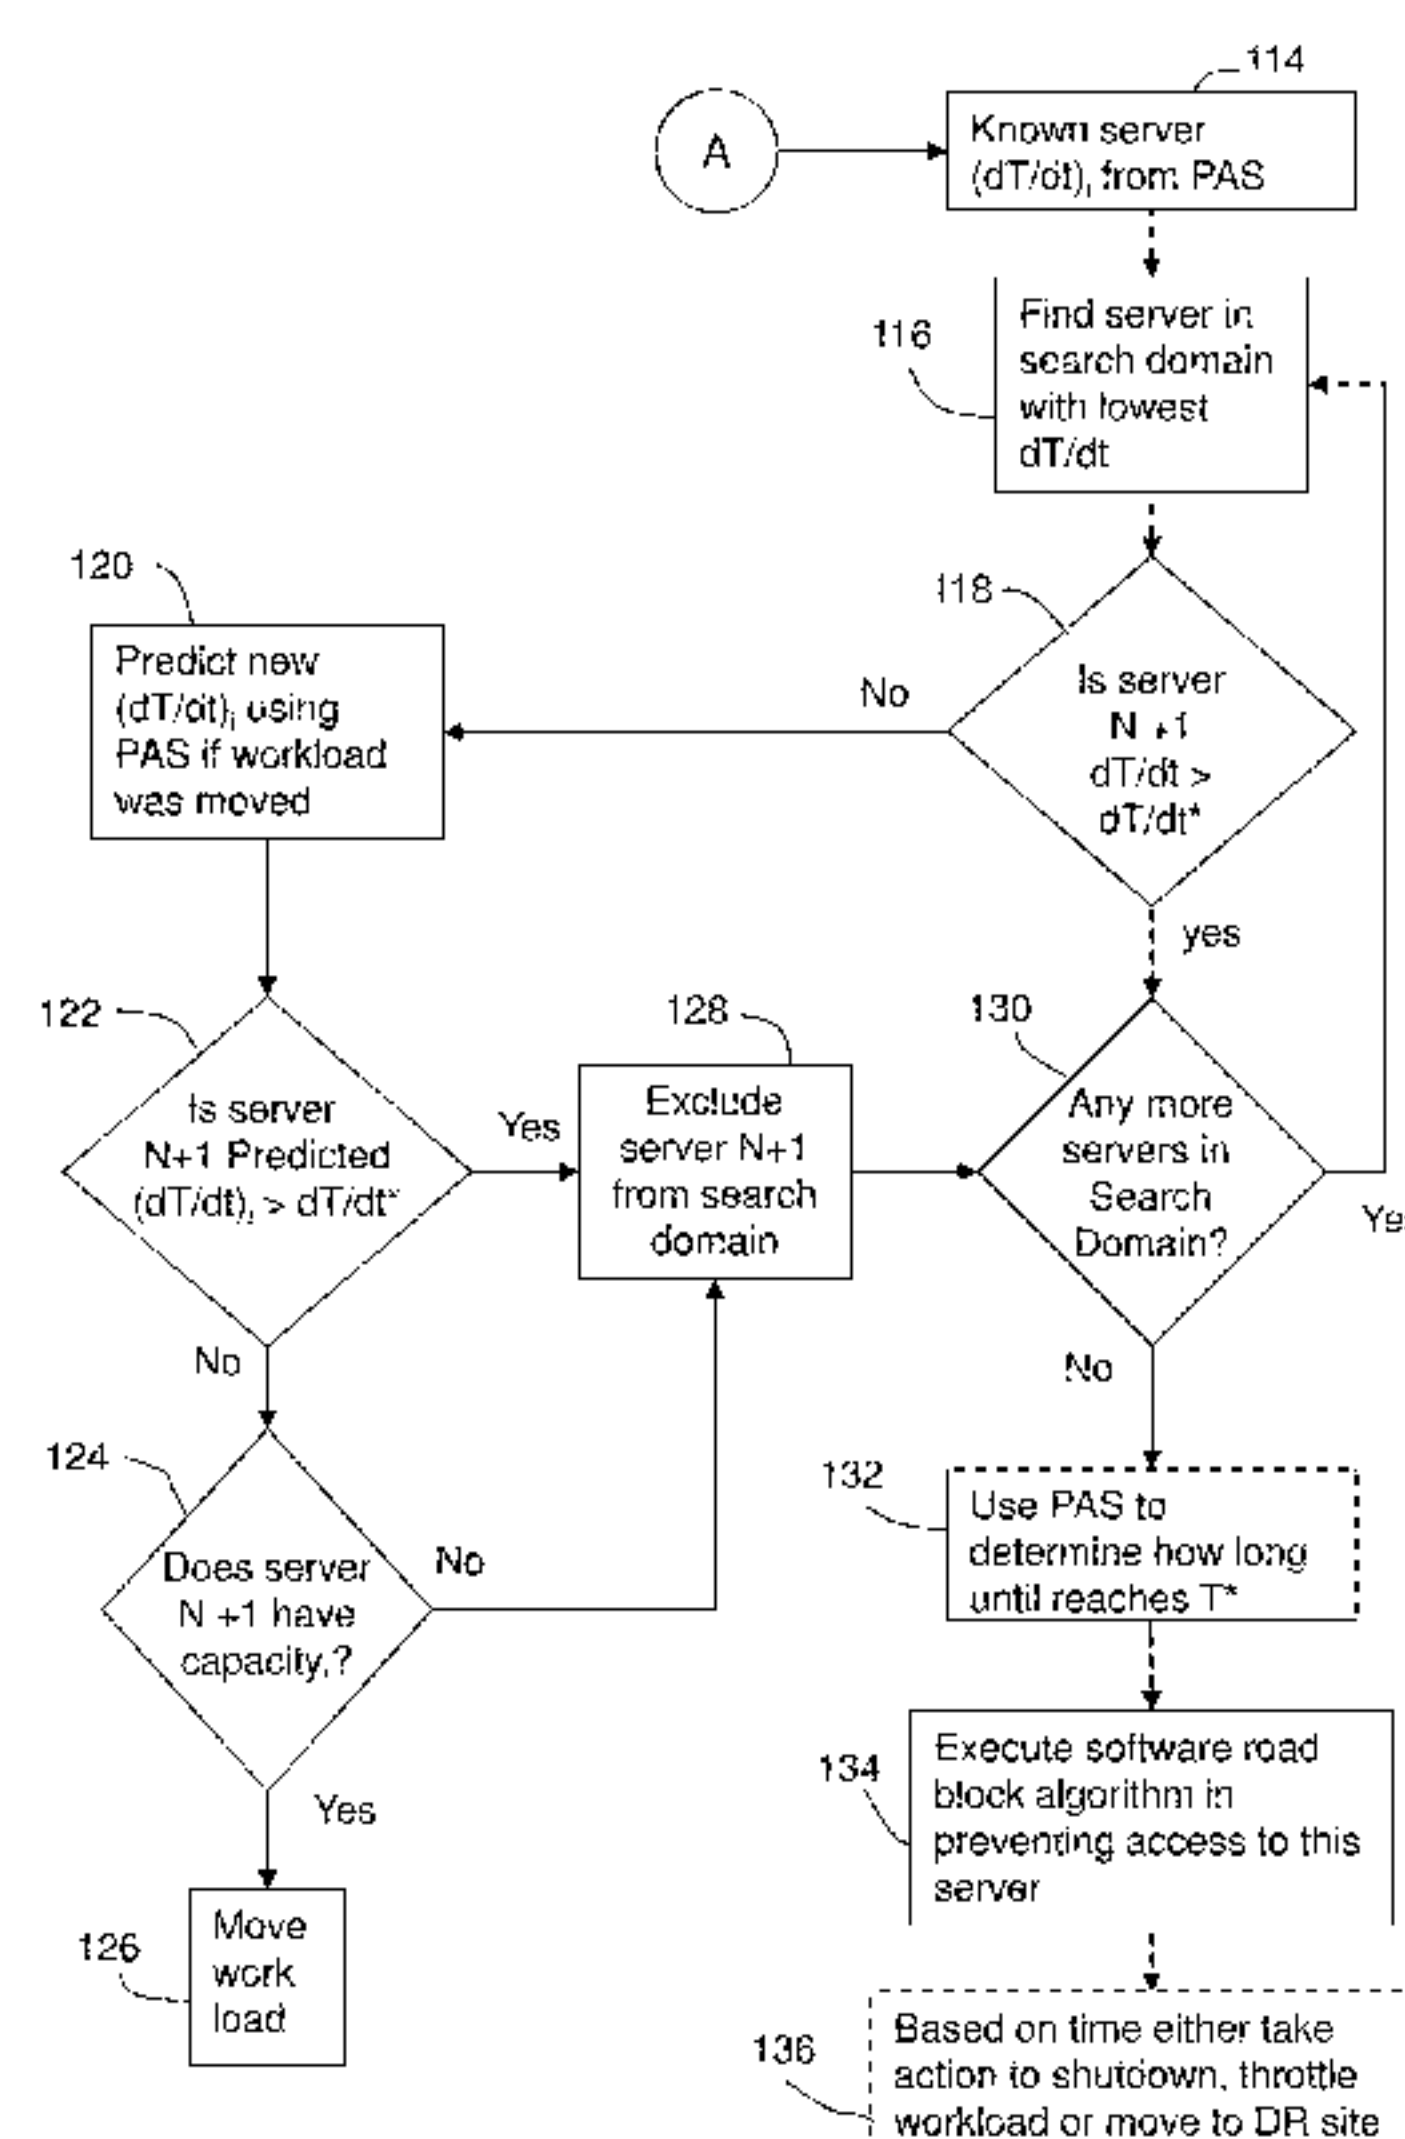 114
A
Known server
(dT/dt)i from PAS
116
Find server in
search domain
with lowest
dT/dt
118
Is server
N +1
dT/dt >
dT/dt*
No
yes
120
Predict new
(dT/dt)i using
PAS if workload
was moved
122
Is server
N+1 Predicted
(dT/dt)i > dT/dt*
Yes
No
128
Exclude
server N+1
from search
domain
130
Any more
servers in
Search
Domain?
Yes
No
124
Does server
N +1 have
capacity,?
No
Yes
126
Move
work
load
132
Use PAS to
determine how long
until reaches T*
134
Execute software road
block algorithm in
preventing access to this
server
136
Based on time either take
action to shutdown, throttle
workload or move to DR site